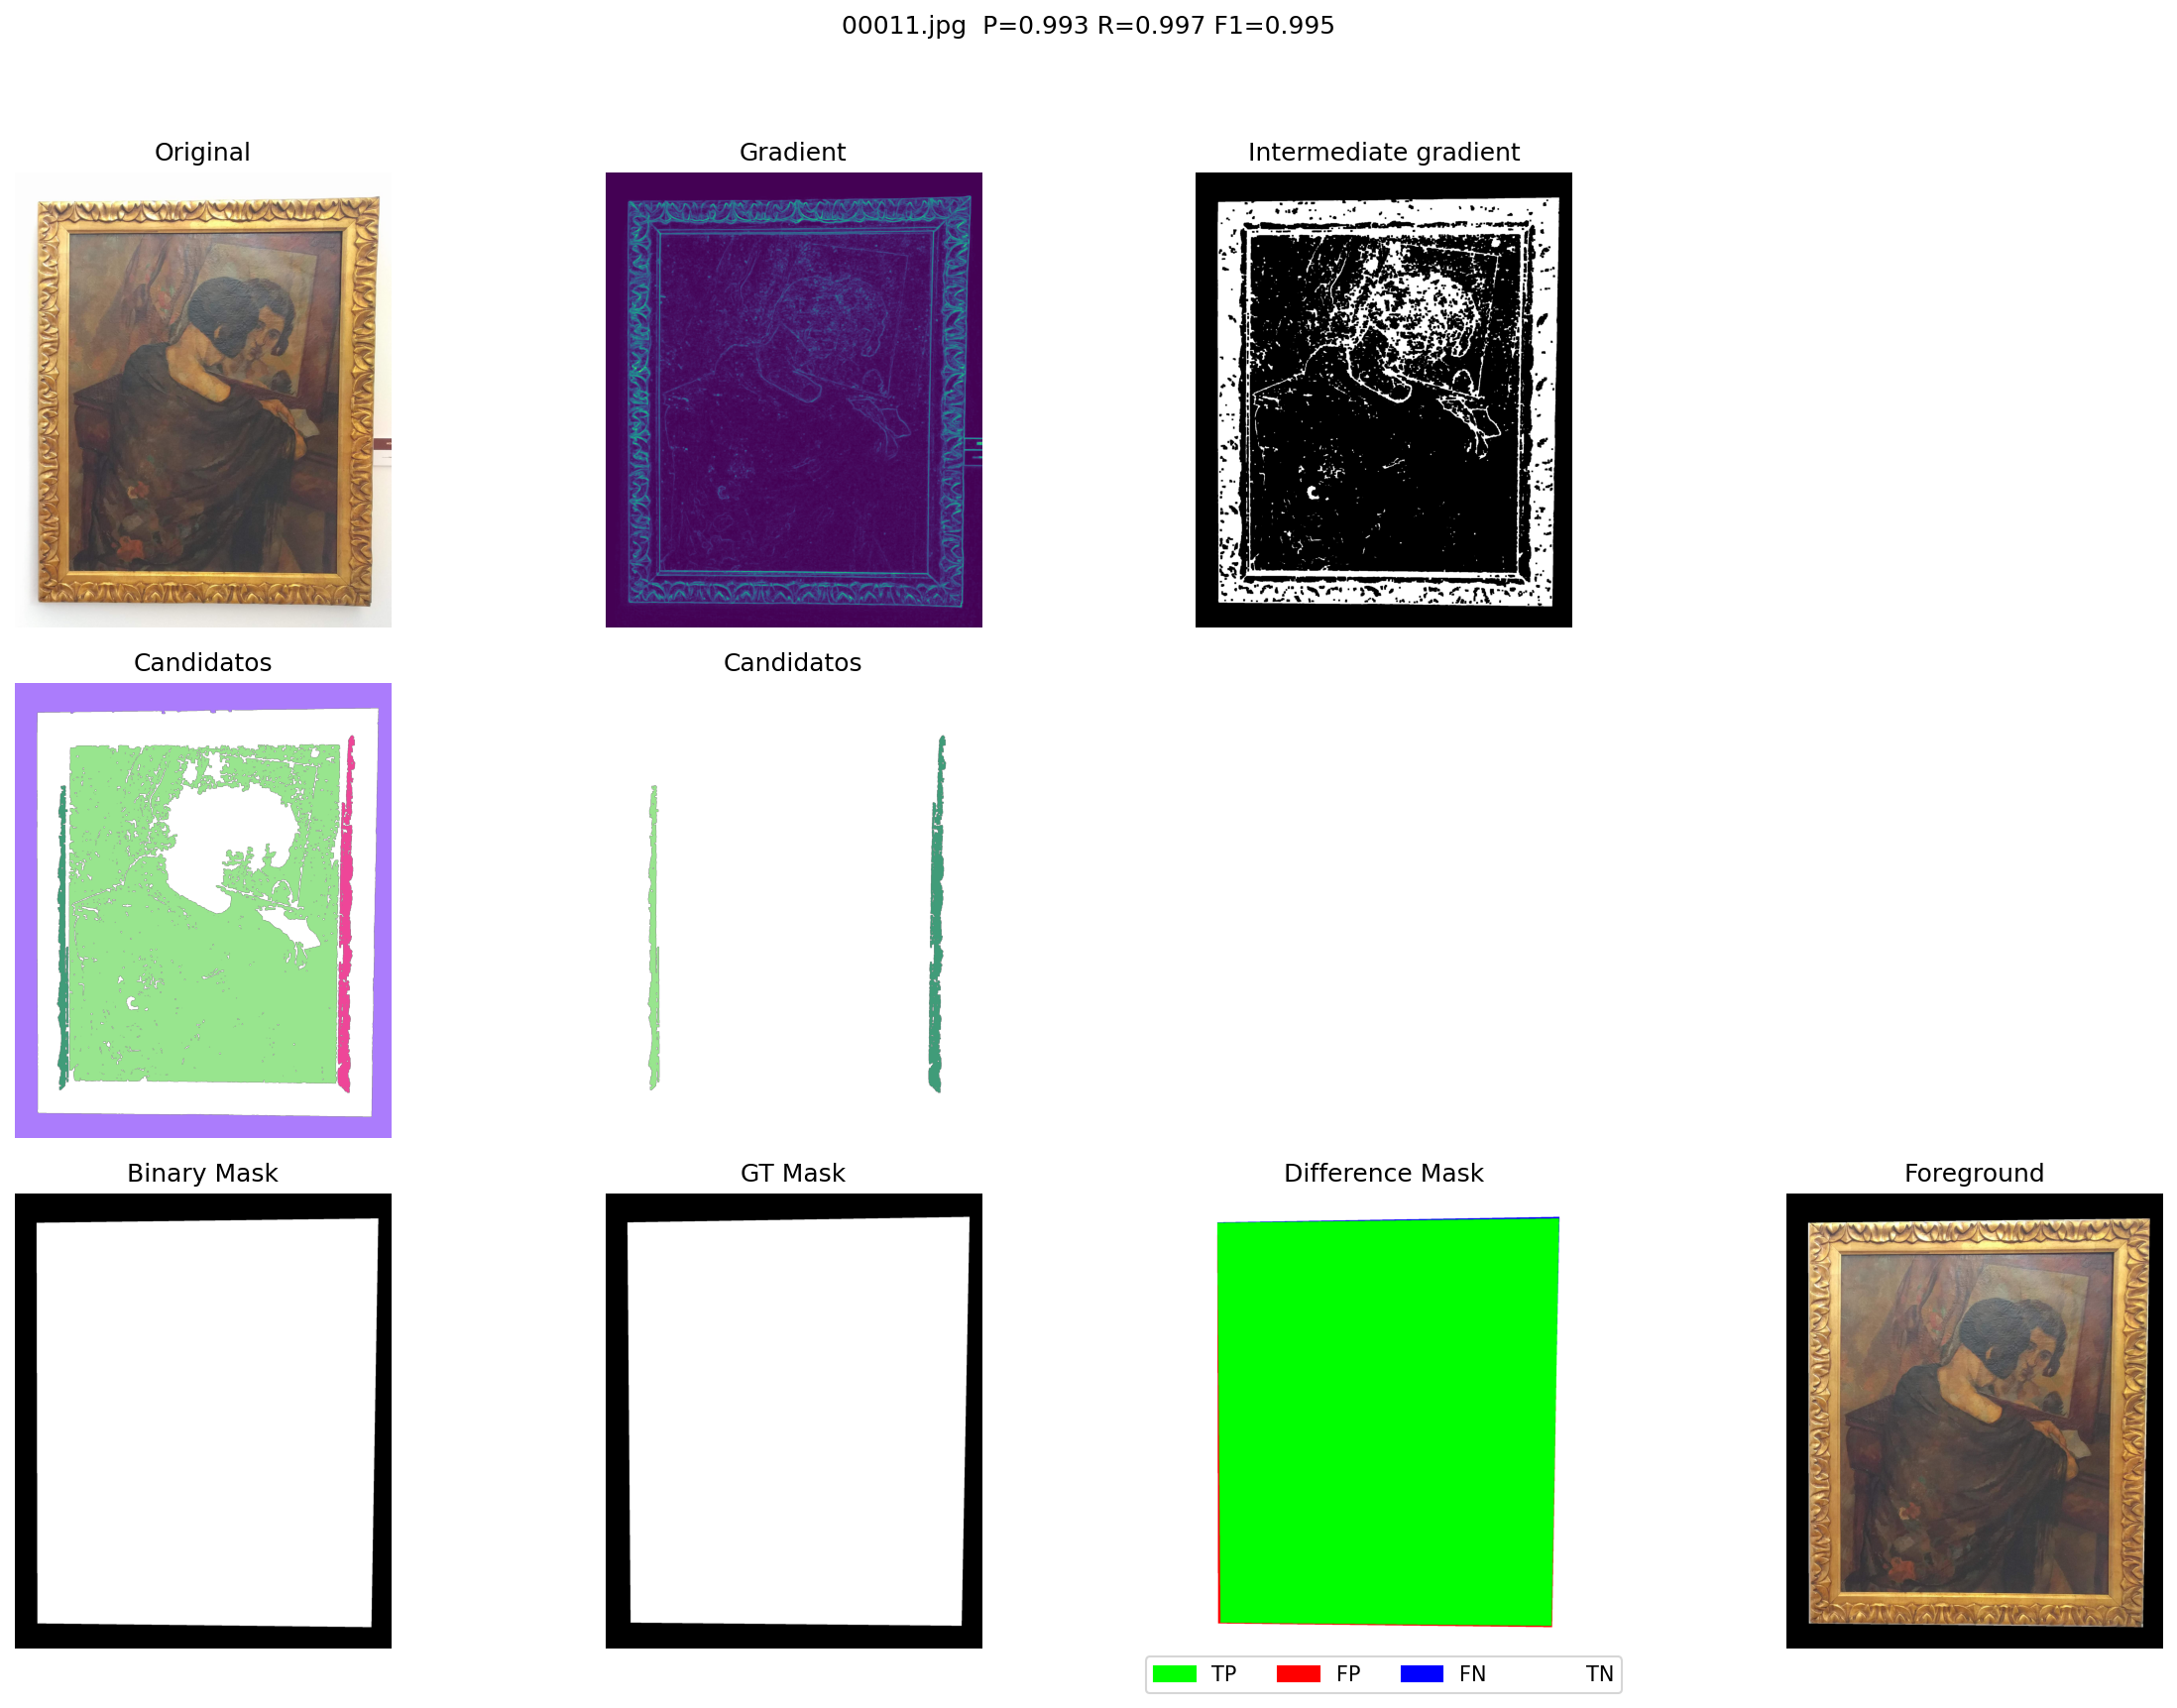 00011.jpg  P=0.993 R=0.997 F1=0.995
Original
Gradient
Intermediate gradient
Candidatos
Candidatos
Binary Mask
GT Mask
Difference Mask
Foreground
TP FP FN TN